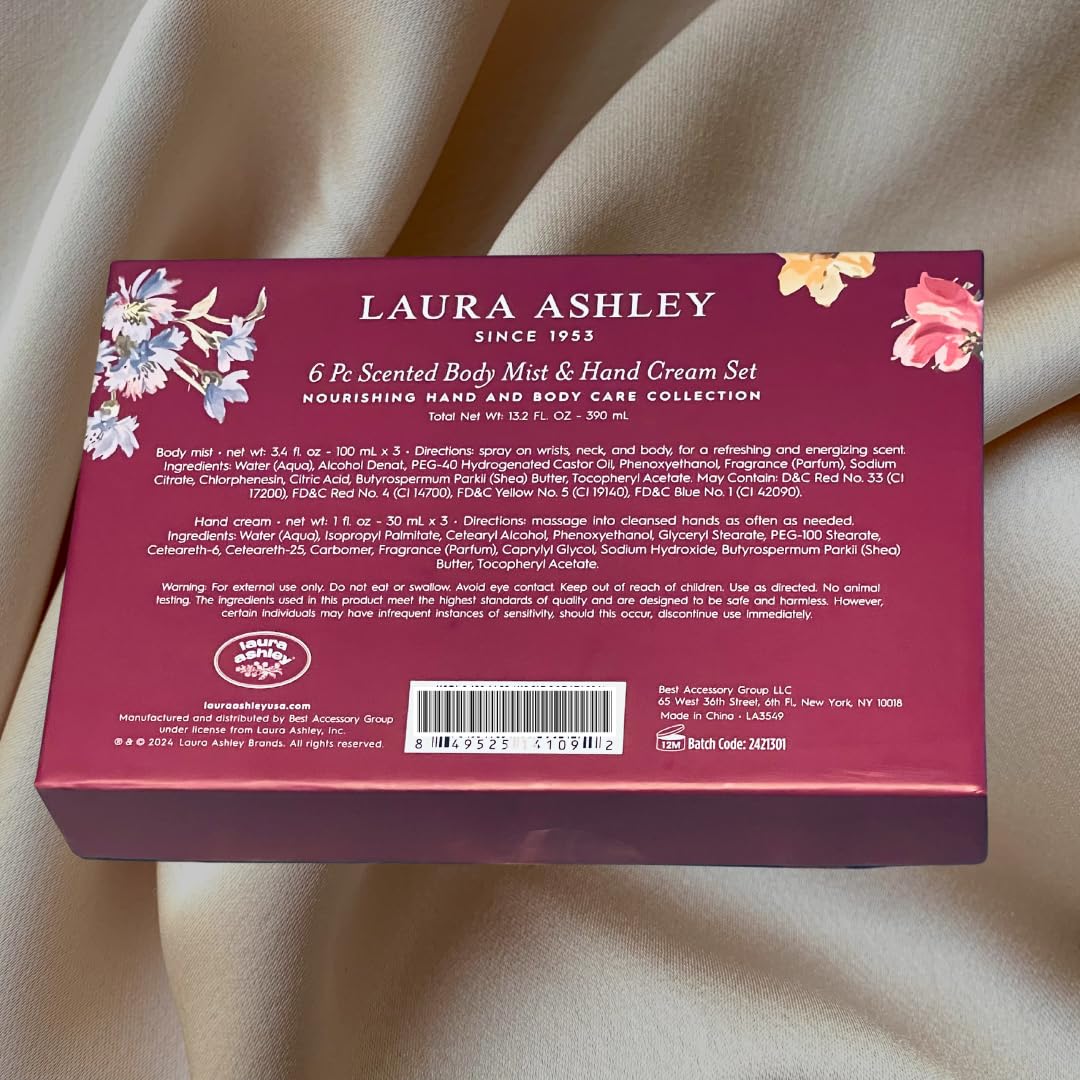 LAURA ASHLEY
SINCE 1953
6 Pc Scented Body Mist & Hand Cream Set
NOURISHING HAND AND BODY CARE COLLECTION
Total Net Wt: 13.2 FL. OZ - 390 mL
Body mist • net wt: 3.4 fl. oz - 100 mL x 3 • Directions: spray on wrists, neck, and body, for a refreshing and energizing scent.
Ingredients: Water (Aqua), Alcohol Denat, PEG-40 Hydrogenated Castor Oil, Phenoxyethanol, Fragrance (Parfum), Sodium
Citrate, Chlorphenesin, Citric Acid, Butyrospermum Parkii (Shea) Butter, Tocopheryl Acetate. May Contain: D&C Red No. 33 (CI
17200), FD&C Red No. 4 (CI 14700), FD&C Yellow No. 5 (CI 19140), FD&C Blue No. 1 (CI 42090).
Hand cream • net wt: 1 fl. oz - 30 mL x 3 • Directions: massage into cleansed hands as often as needed.
Ingredients: Water (Aqua), Isopropyl Palmitate, Cetearyl Alcohol, Phenoxyethanol, Glyceryl Stearate, PEG-100 Stearate,
Ceteareth-6, Ceteareth-25, Carbomer, Fragrance (Parfum), Caprylyl Glycol, Sodium Hydroxide, Butyrospermum Parkii (Shea)
Butter, Tocopheryl Acetate.
Warning: For external use only. Do not eat or swallow. Avoid eye contact. Keep out of reach of children. Use as directed. No animal
testing. The ingredients used in this product meet the highest standards of quality and are designed to be safe and harmless. However,
certain individuals may have infrequent instances of sensitivity, should this occur, discontinue use immediately.
laura
ashley
lauraashleyusa.com
Manufactured and distributed by Best Accessory Group
under license from Laura Ashley, Inc.
® & © 2024 Laura Ashley Brands. All rights reserved.
8 49525 14109 2
Best Accessory Group LLC
65 West 36th Street, 6th Fl., New York, NY 10018
Made in China • LA3549
12M Batch Code: 2421301